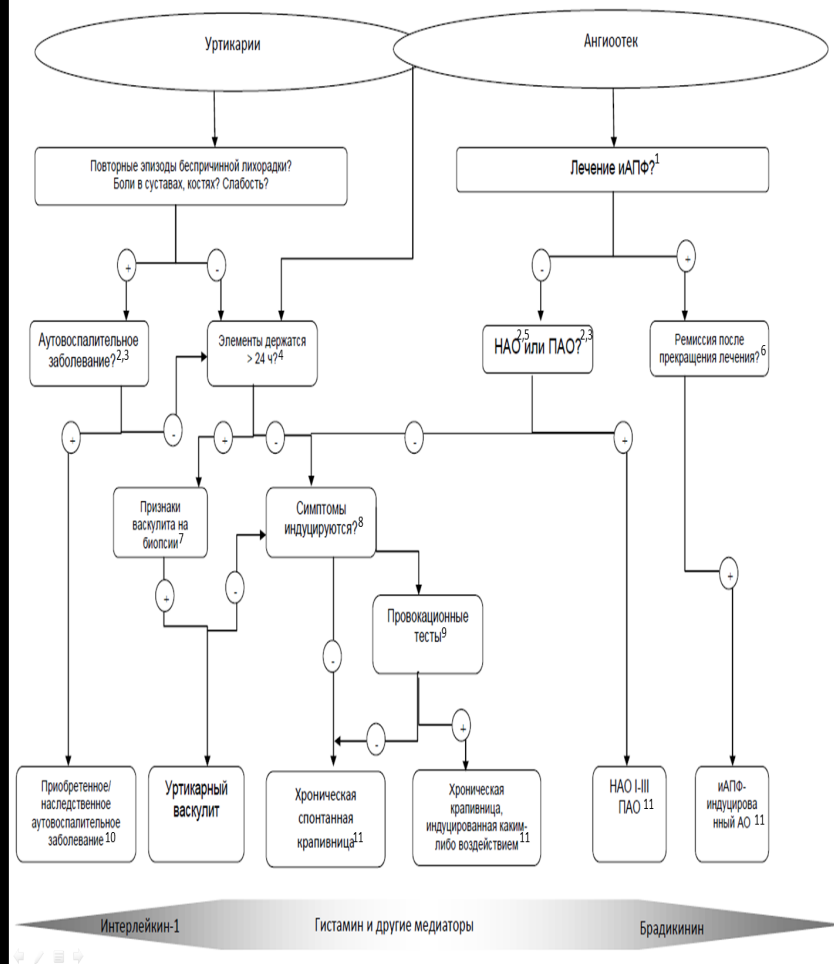 Уртикарии
Ангиоотек
Повторные эпизоды беспричинной лихорадки?
Боли в суставах, костях? Слабость?
Лечение иАПФ?1
+
-
-
+
Аутовоспалительное
заболевание?2,3
Элементы держатся
> 24 ч?4
НАО2,5 или ПАО?2,3
Ремиссия после
прекращения лечения?6
+
-
+
-
-
+
Признаки
васкулита на
биопсии7
Симптомы
индуцируются?8
+
-
+
Провокационные
тесты9
-
-
+
Приобретенное/
наследственное
аутовоспалительное
заболевание10
Уртикарный
васкулит
Хроническая
спонтанная
крапивница11
Хроническая
крапивница,
индуцированная каким-
либо воздействием11
НАО I-III
ПАО 11
иАПФ-
индуцирова
нный АО 11
Интерлейкин-1
Гистамин и другие медиаторы
Брадикинин